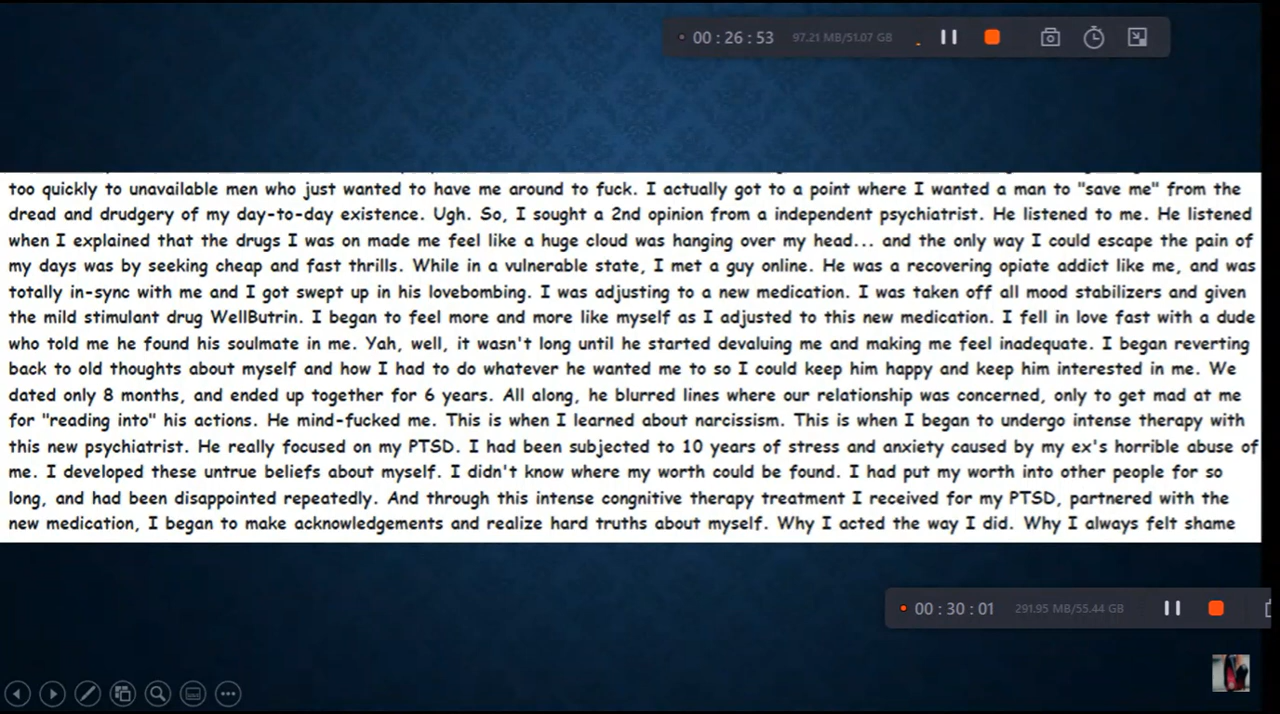 00 : 26 : 53 97.21 MB/51.07 GB
too quickly to unavailable men who just wanted to have me around to fuck. I actually got to a point where I wanted a man to "save me" from the
dread and drudgery of my day-to-day existence. Ugh. So, I sought a 2nd opinion from a independent psychiatrist. He listened to me. He listened
when I explained that the drugs I was on made me feel like a huge cloud was hanging over my head... and the only way I could escape the pain of
my days was by seeking cheap and fast thrills. While in a vulnerable state, I met a guy online. He was a recovering opiate addict like me, and was
totally in-sync with me and I got swept up in his lovebombing. I was adjusting to a new medication. I was taken off all mood stabilizers and given
the mild stimulant drug WellButrin. I began to feel more and more like myself as I adjusted to this new medication. I fell in love fast with a dude
who told me he found his soulmate in me. Yah, well, it wasn't long until he started devaluing me and making me feel inadequate. I began reverting
back to old thoughts about myself and how I had to do whatever he wanted me to so I could keep him happy and keep him interested in me. We
dated only 8 months, and ended up together for 6 years. All along, he blurred lines where our relationship was concerned, only to get mad at me
for "reading into" his actions. He mind-fucked me. This is when I learned about narcissism. This is when I began to undergo intense therapy with
this new psychiatrist. He really focused on my PTSD. I had been subjected to 10 years of stress and anxiety caused by my ex's horrible abuse of
me. I developed these untrue beliefs about myself. I didn't know where my worth could be found. I had put my worth into other people for so
long, and had been disappointed repeatedly. And through this intense congnitive therapy treatment I received for my PTSD, partnered with the
new medication, I began to make acknowledgements and realize hard truths about myself. Why I acted the way I did. Why I always felt shame
00 : 30 : 01 291.95 MB/55.44 GB